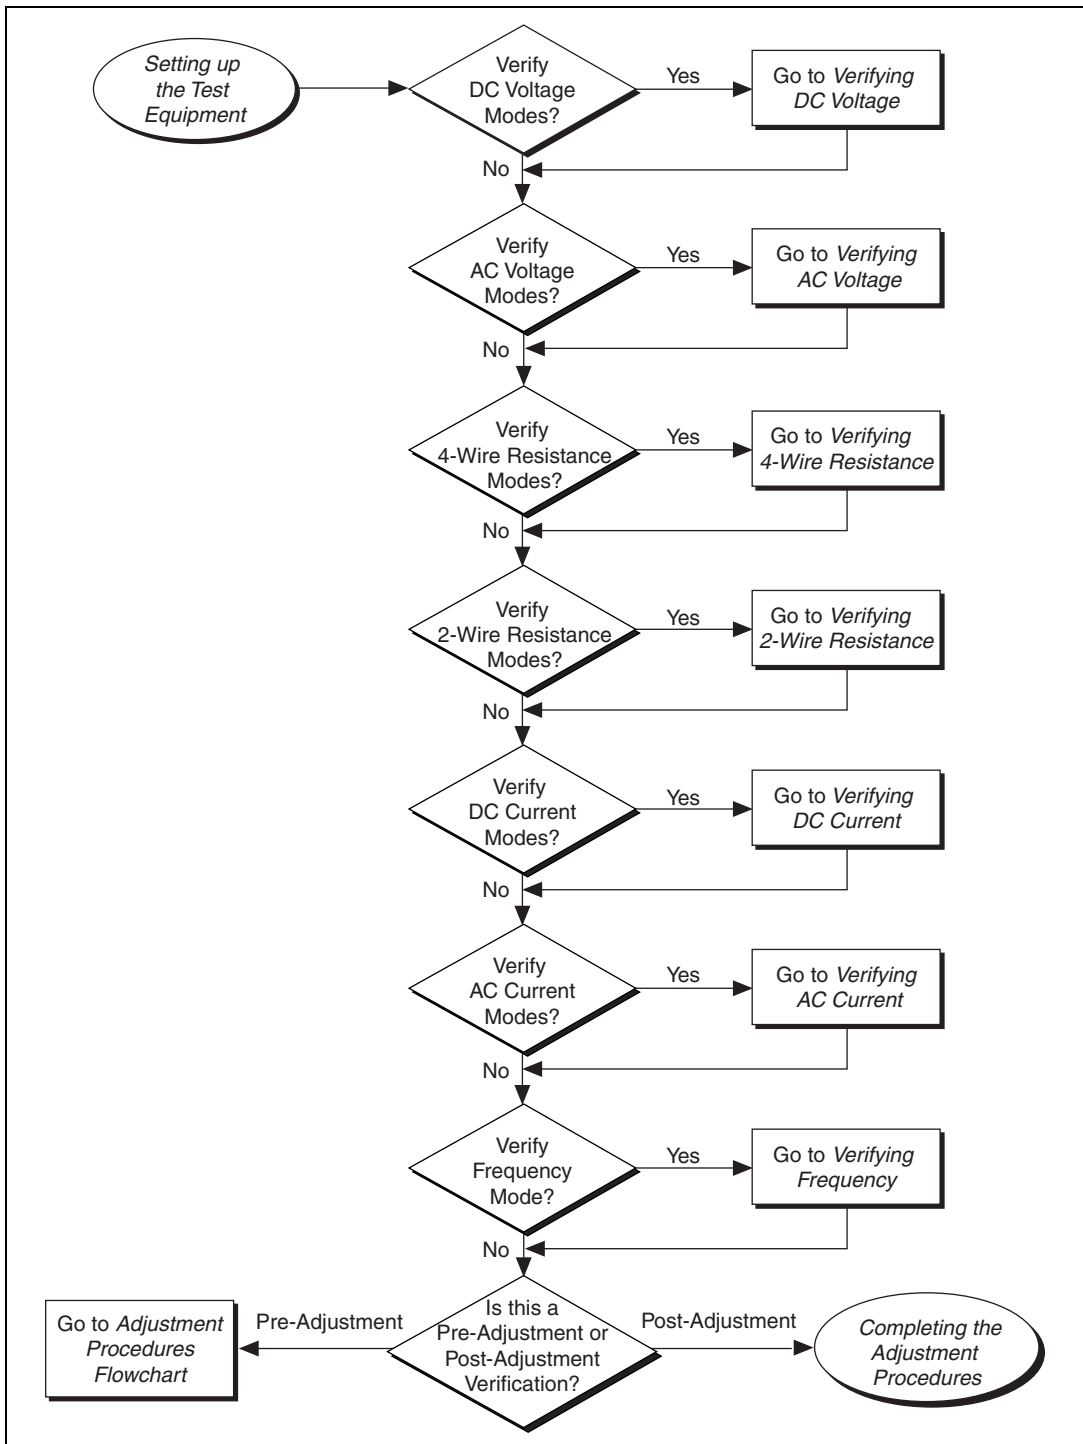 Setting up
the Test
Equipment
Verify
DC Voltage
Modes?
Yes
Go to Verifying
DC Voltage
No
Verify
AC Voltage
Modes?
Yes
Go to Verifying
AC Voltage
No
Verify
4-Wire Resistance
Modes?
Yes
Go to Verifying
4-Wire Resistance
No
Verify
2-Wire Resistance
Modes?
Yes
Go to Verifying
2-Wire Resistance
No
Verify
DC Current
Modes?
Yes
Go to Verifying
DC Current
No
Verify
AC Current
Modes?
Yes
Go to Verifying
AC Current
No
Verify
Frequency
Mode?
Yes
Go to Verifying
Frequency
No
Go to Adjustment
Procedures
Flowchart
Pre-Adjustment
Is this a
Pre-Adjustment or
Post-Adjustment
Verification?
Post-Adjustment
Completing the
Adjustment
Procedures